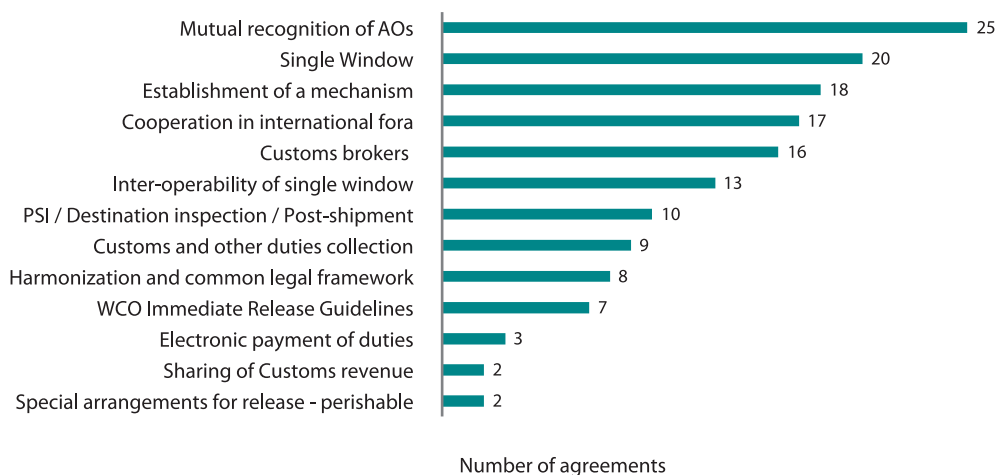 Mutual recognition of AOs 25
Single Window 20
Establishment of a mechanism 18
Cooperation in international fora 17
Customs brokers 16
Inter-operability of single window 13
PSI / Destination inspection / Post-shipment 10
Customs and other duties collection 9
Harmonization and common legal framework 8
WCO Immediate Release Guidelines 7
Electronic payment of duties 3
Sharing of Customs revenue 2
Special arrangements for release - perishable 2
Number of agreements